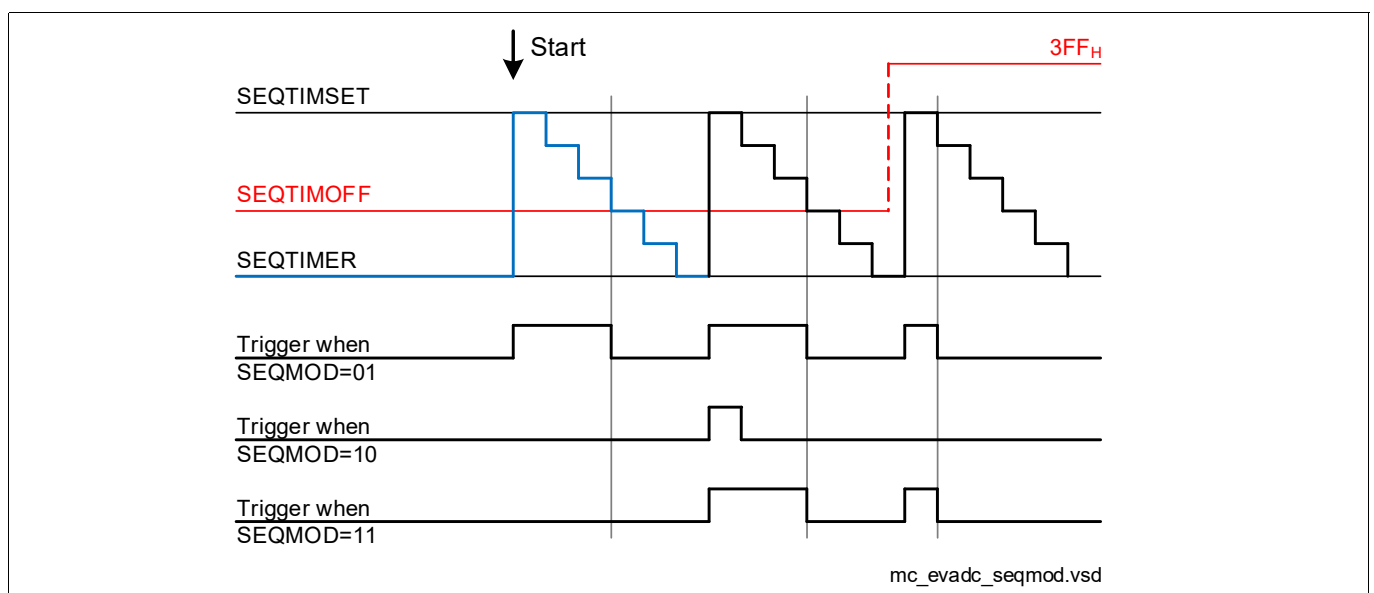 Start
3FFH
SEQTIMSET
SEQTIMOFF
SEQTIMER
Trigger when
SEQMOD=01
Trigger when
SEQMOD=10
Trigger when
SEQMOD=11
mc_evadc_seqmod.vsd